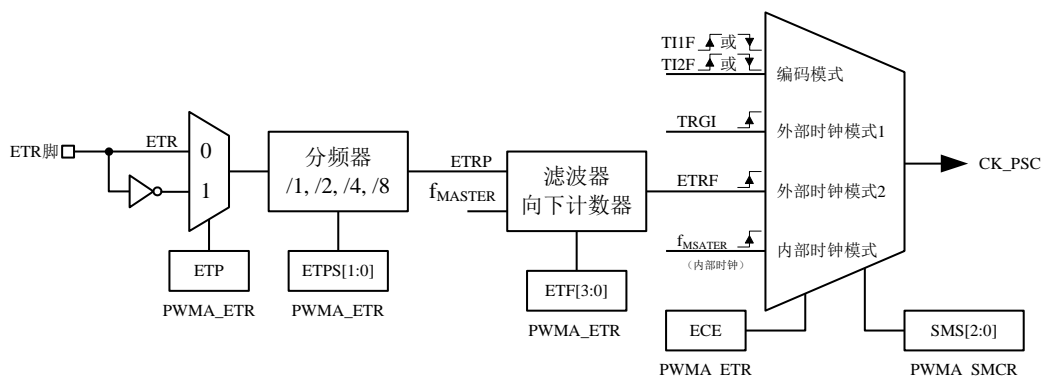 TI1F 或
TI2F 或
编码模式
TRGI
外部时钟模式1
ETR脚
ETR
0
1
分频器
/1, /2, /4, /8
ETRP
fMASTER
滤波器
向下计数器
ETRF
外部时钟模式2
CK_PSC
fMSATER
(内部时钟)
内部时钟模式
ETP
PWMA_ETR
ETPS[1:0]
PWMA_ETR
ETF[3:0]
PWMA_ETR
ECE
PWMA_ETR
SMS[2:0]
PWMA_SMCR